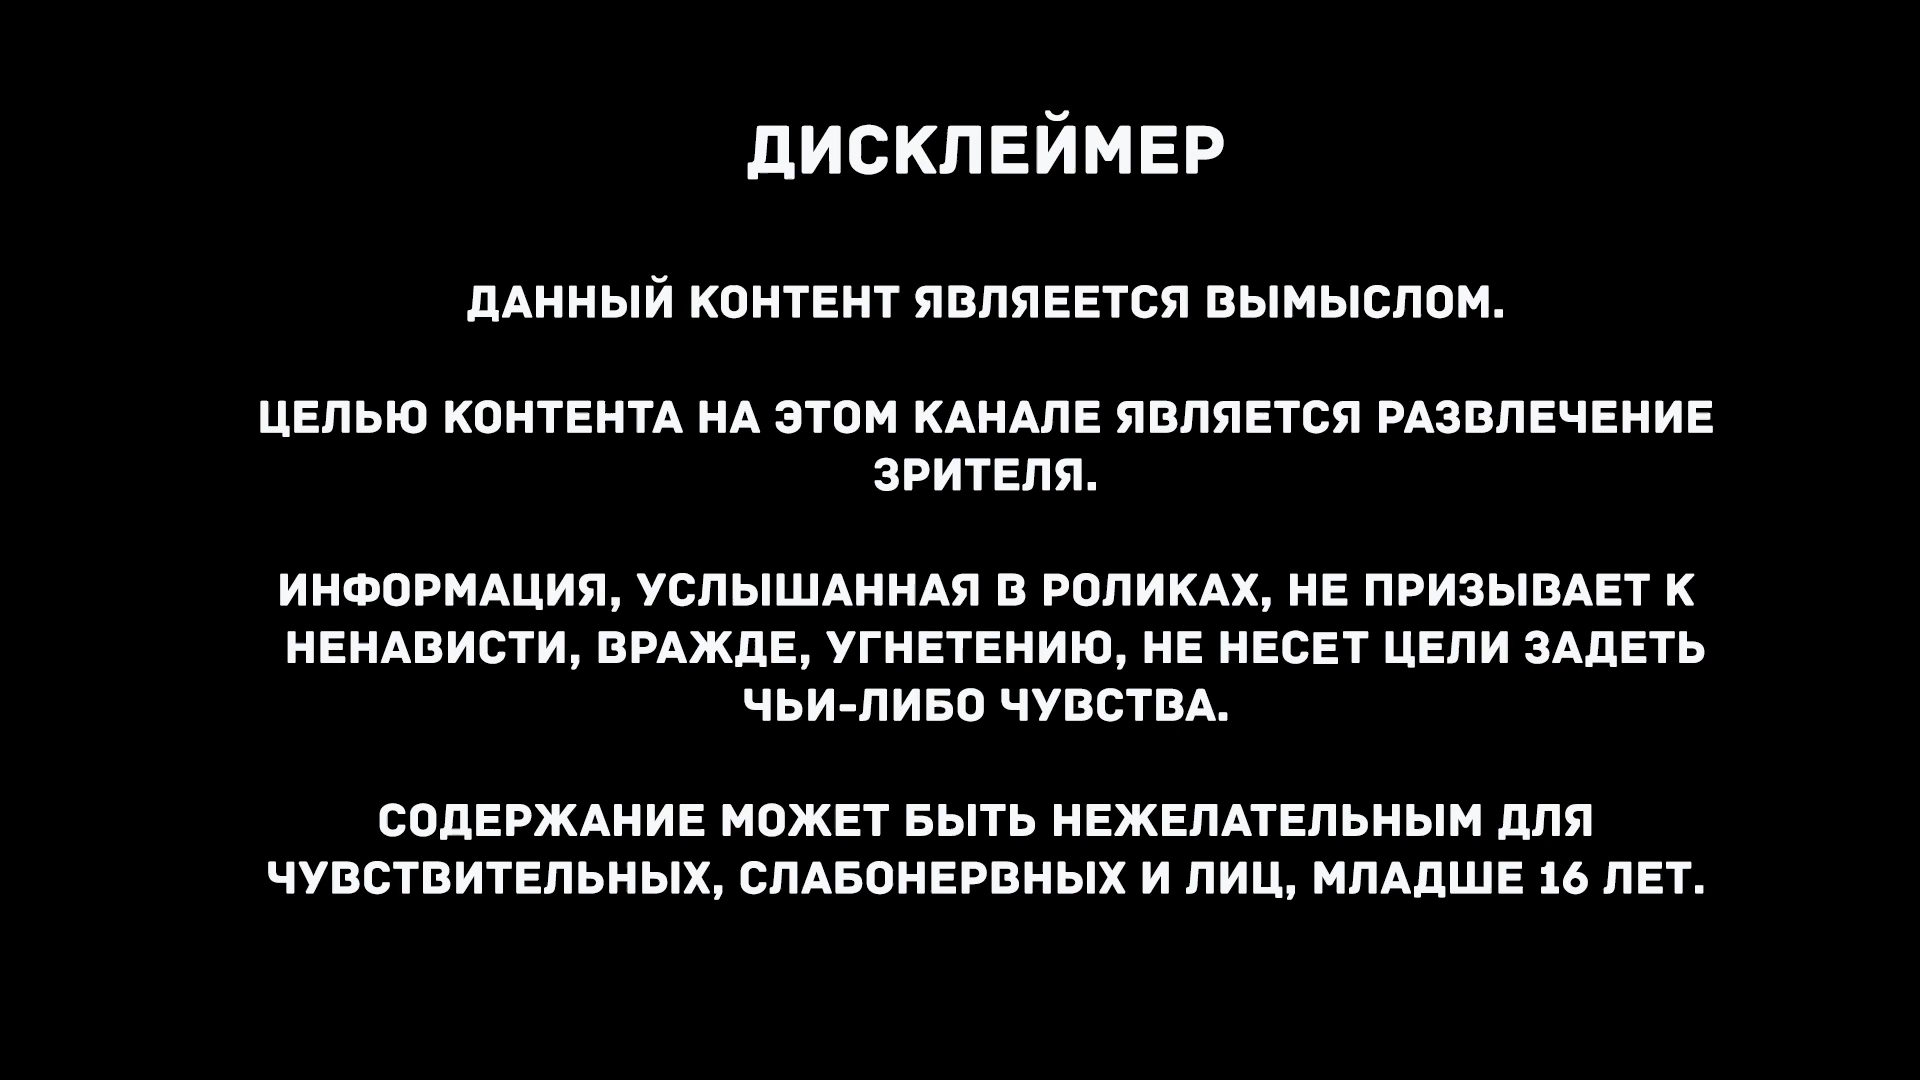 ДИСКЛЕЙМЕР
ДАННЫЙ КОНТЕНТ ЯВЛЯЕЕТСЯ ВЫМЫСЛОМ.
ЦЕЛЬЮ КОНТЕНТА НА ЭТОМ КАНАЛЕ ЯВЛЯЕТСЯ РАЗВЛЕЧЕНИЕ
ЗРИТЕЛЯ.
ИНФОРМАЦИЯ, УСЛЫШАННАЯ В РОЛИКАХ, НЕ ПРИЗЫВАЕТ К
НЕНАВИСТИ, ВРАЖДЕ, УГНЕТЕНИЮ, НЕ НЕСЕТ ЦЕЛИ ЗАДЕТЬ
ЧЬИ-ЛИБО ЧУВСТВА.
СОДЕРЖАНИЕ МОЖЕТ БЫТЬ НЕЖЕЛАТЕЛЬНЫМ ДЛЯ
ЧУВСТВИТЕЛЬНЫХ, СЛАБОНЕРВНЫХ И ЛИЦ, МЛАДШЕ 16 ЛЕТ.